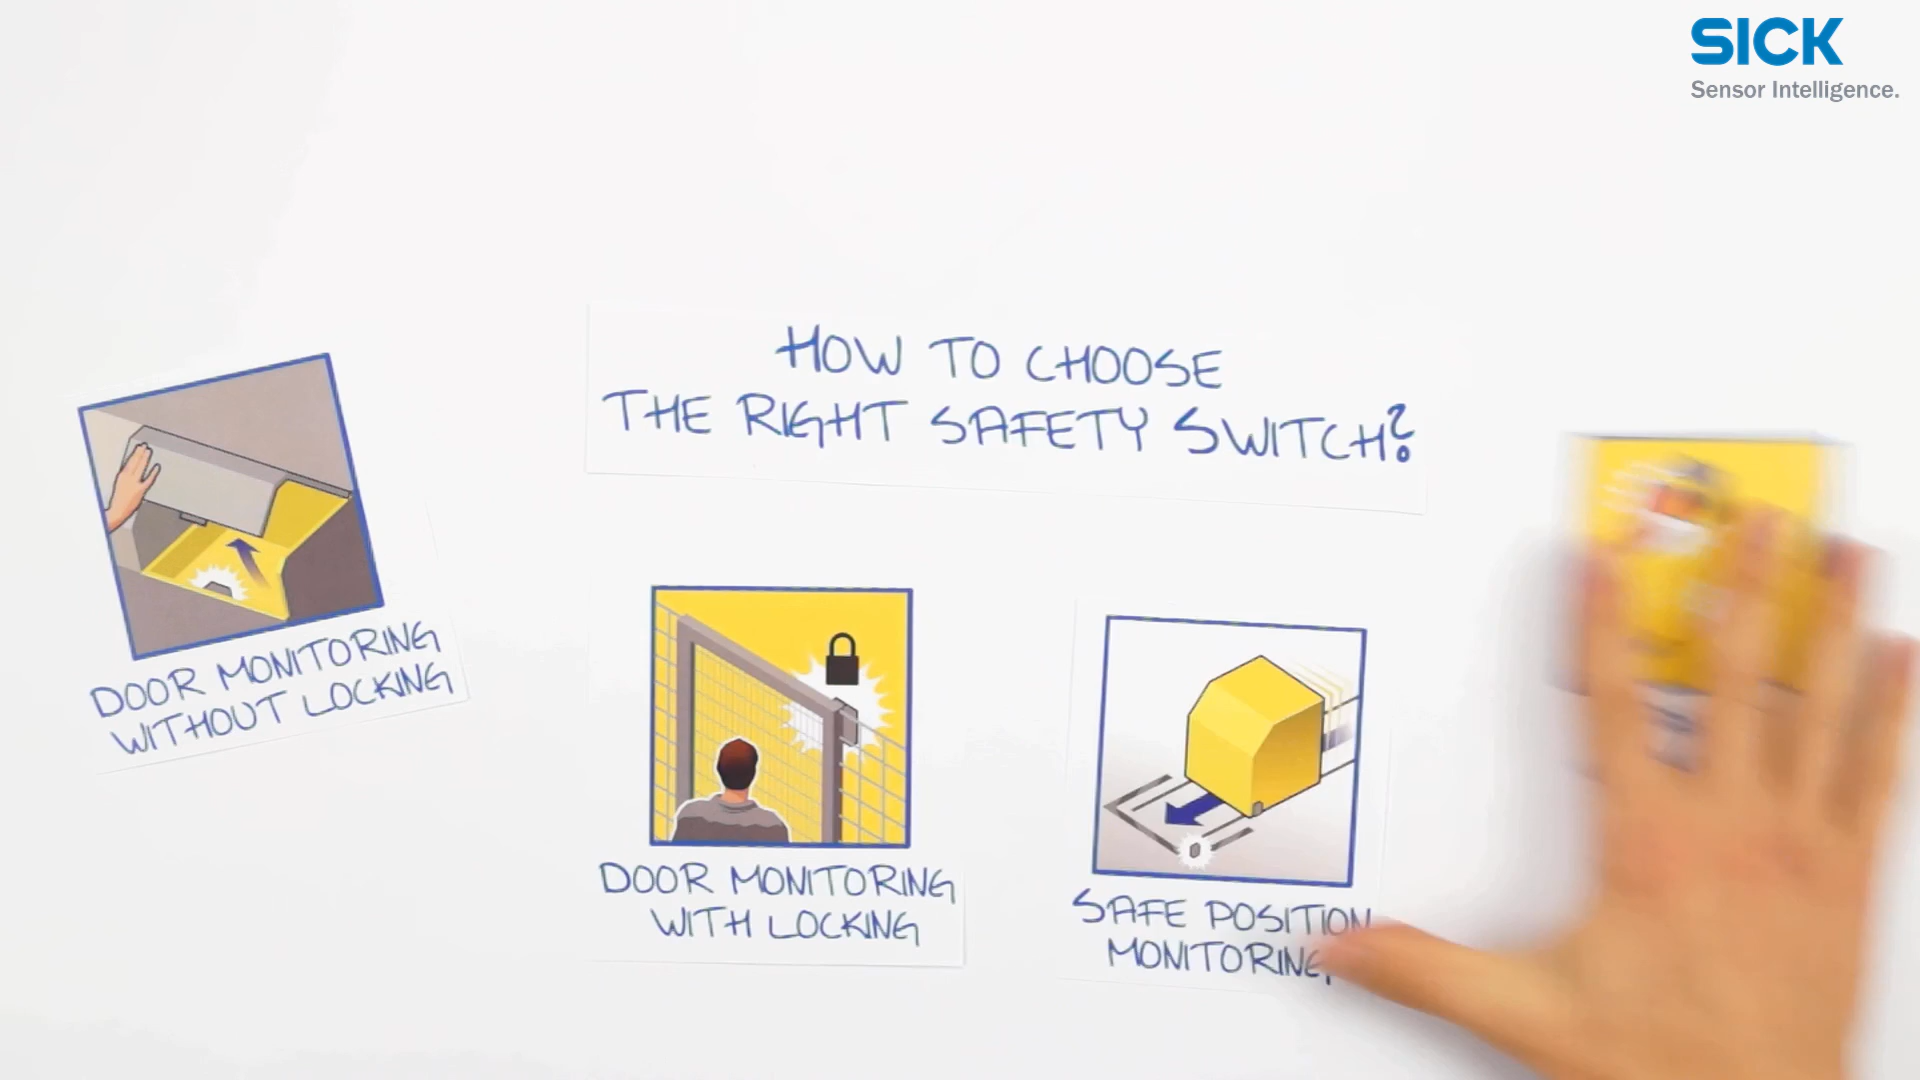 SICK
Sensor Intelligence.
HOW TO CHOOSE
THE RIGHT SAFETY SWITCH?
DOOR MONITORING
WITHOUT LOCKING
DOOR MONITORING
WITH LOCKING
SAFE POSITION
MONITORING